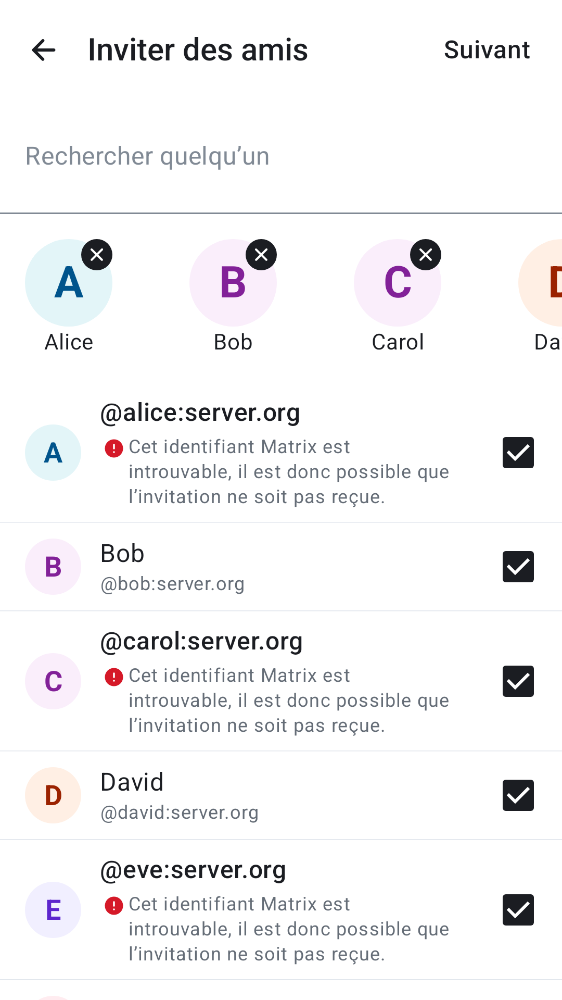 Inviter des amis
Suivant
Rechercher quelqu’un
A
B
C
Alice
Bob
Carol
@alice:server.org
A
Cet identifiant Matrix est
introuvable, il est donc possible que
l’invitation ne soit pas reçue.
B
Bob
@bob:server.org
@carol:server.org
C
Cet identifiant Matrix est
introuvable, il est donc possible que
l’invitation ne soit pas reçue.
D
David
@david:server.org
@eve:server.org
E
Cet identifiant Matrix est
introuvable, il est donc possible que
l’invitation ne soit pas reçue.